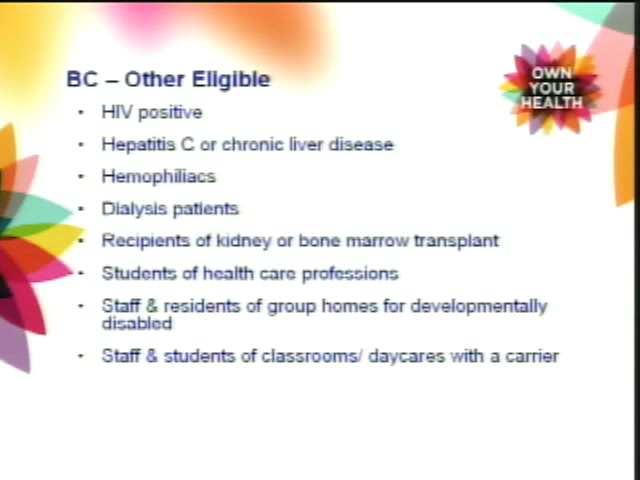 BC – Other Eligible
OWN
YOUR
HEALTH
• HIV positive
• Hepatitis C or chronic liver disease
• Hemophiliacs
• Dialysis patients
• Recipients of kidney or bone marrow transplant
• Students of health care professions
• Staff & residents of group homes for developmentally
disabled
• Staff & students of classrooms/ daycares with a carrier